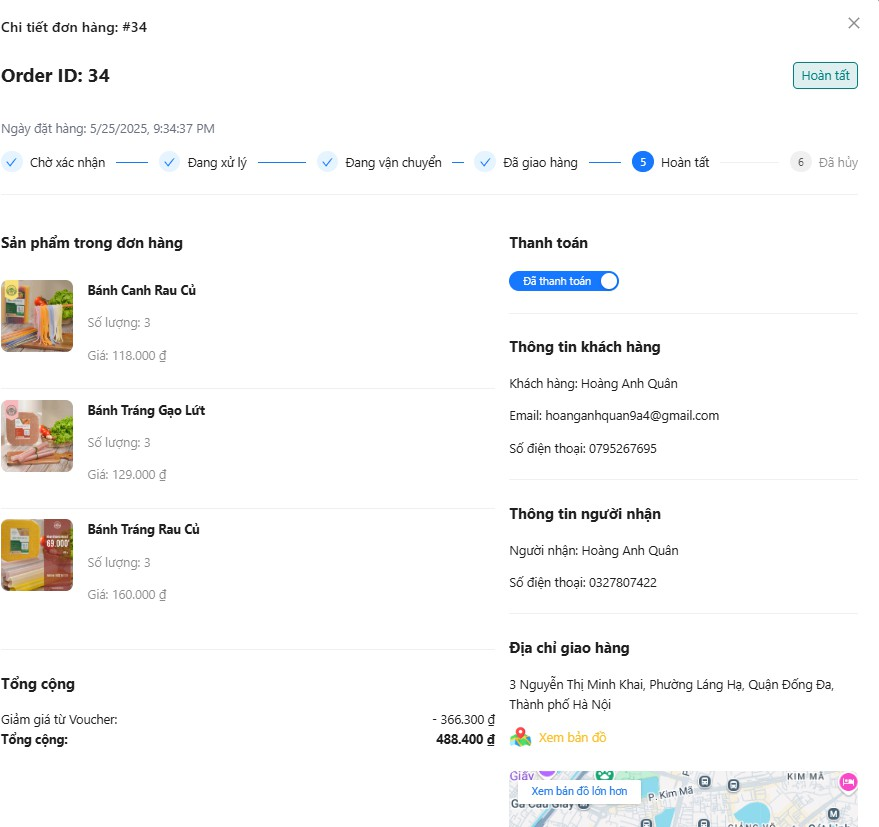 Chi tiết đơn hàng: #34
Order ID: 34
Hoàn tất
Ngày đặt hàng: 5/25/2025, 9:34:37 PM
Chờ xác nhận
Đang xử lý
Đang vận chuyển
Đã giao hàng
5 Hoàn tất
6 Đã hủy
Sản phẩm trong đơn hàng
Bánh Canh Rau Củ
Số lượng: 3
Giá: 118.000 ₫
Bánh Tráng Gạo Lứt
Số lượng: 3
Giá: 129.000 ₫
69.000
Bánh Tráng Rau Củ
Số lượng: 3
Giá: 160.000 ₫
Tổng cộng
Giảm giá từ Voucher: - 366.300 ₫
Tổng cộng: 488.400 ₫
Thanh toán
Đã thanh toán
Thông tin khách hàng
Khách hàng: Hoàng Anh Quân
Email: hoanganhquan9a4@gmail.com
Số điện thoại: 0795267695
Thông tin người nhận
Người nhận: Hoàng Anh Quân
Số điện thoại: 0327807422
Địa chỉ giao hàng
3 Nguyễn Thị Minh Khai, Phường Láng Hạ, Quận Đống Đa,
Thành phố Hà Nội
Xem bản đồ
Giấy
KIM MÃ
Xem bản đồ lớn hơn
P. Kim Mã
Ga Cầu Giấy
M